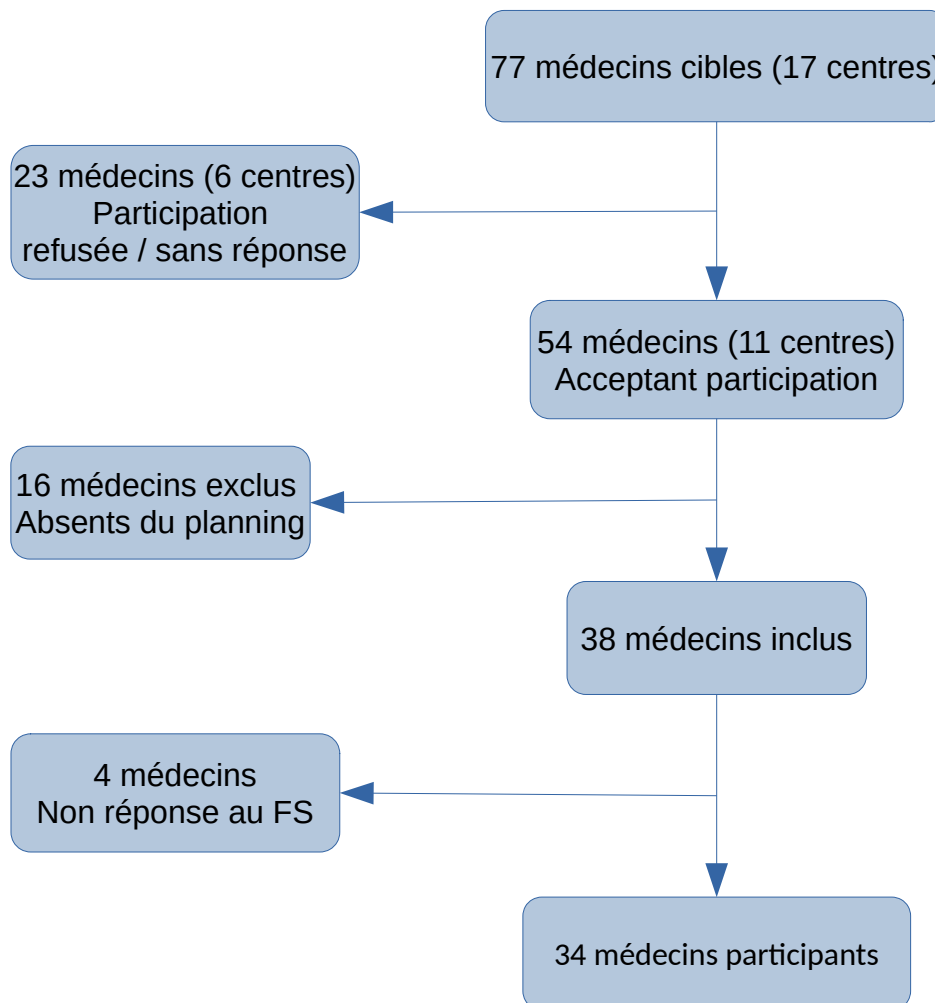 77 médecins cibles (17 centres)
23 médecins (6 centres)
Participation
refusée / sans réponse
54 médecins (11 centres)
Acceptant participation
16 médecins exclus
Absents du planning
38 médecins inclus
4 médecins
Non réponse au FS
34 médecins participants